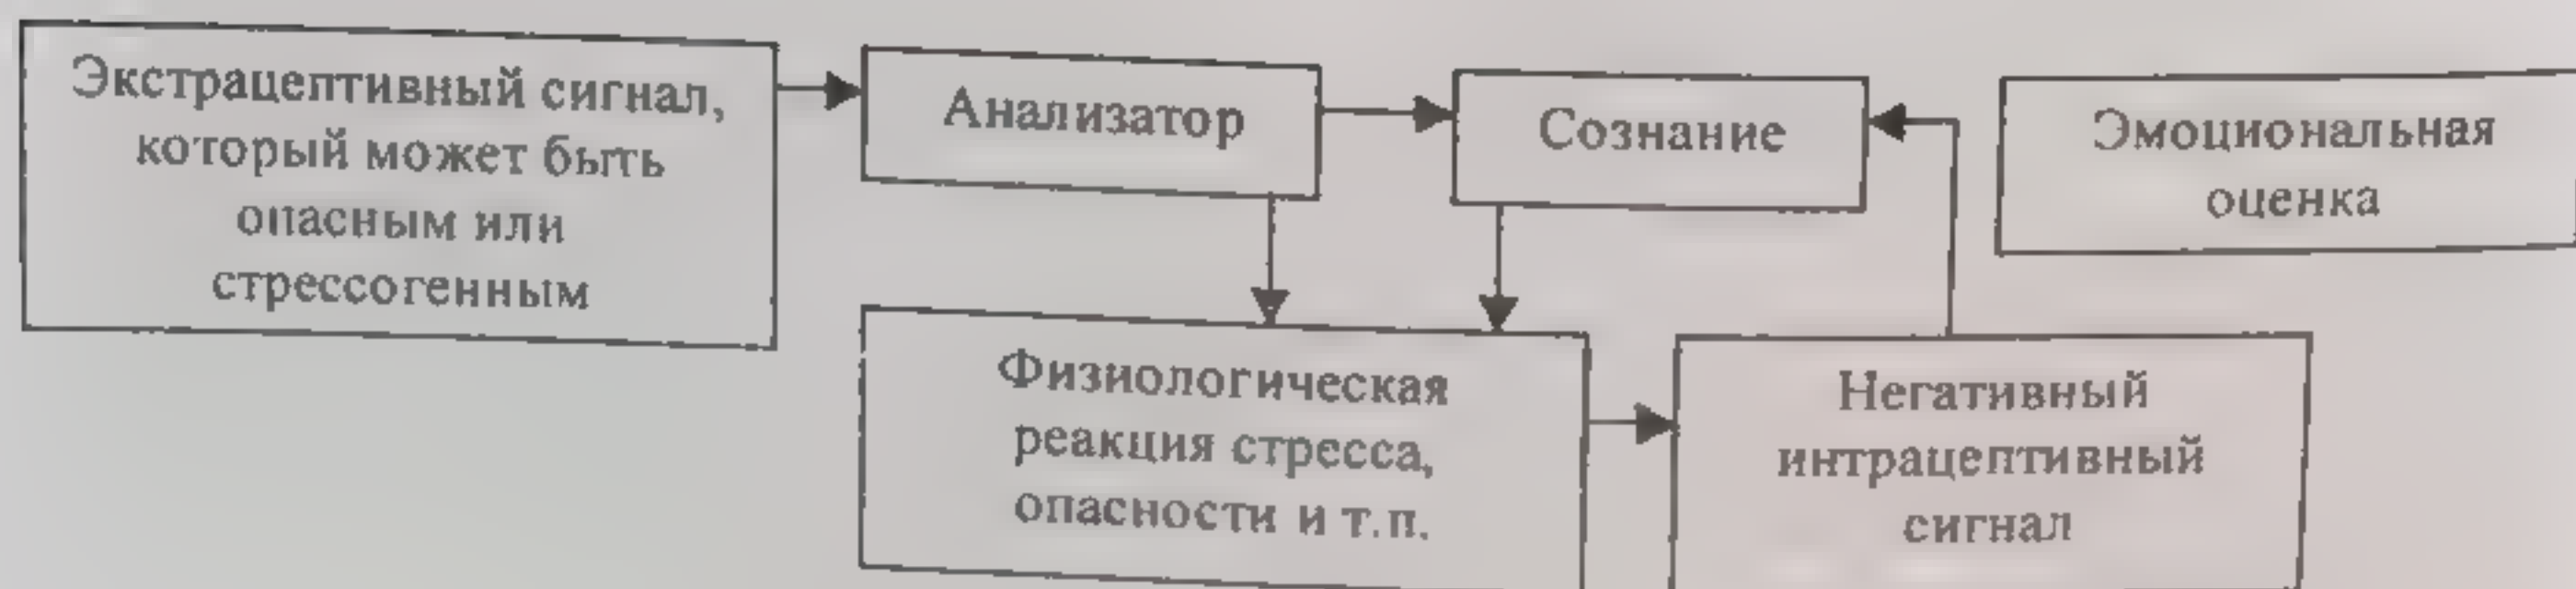 Экстрацептивный сигнал,
который может быть
опасным или
стрессогенным
Анализатор
Сознание
Эмоциональная
оценка
Физиологическая
реакция стресса,
опасности и т.п.
Негативный
интрацептивный
сигнал